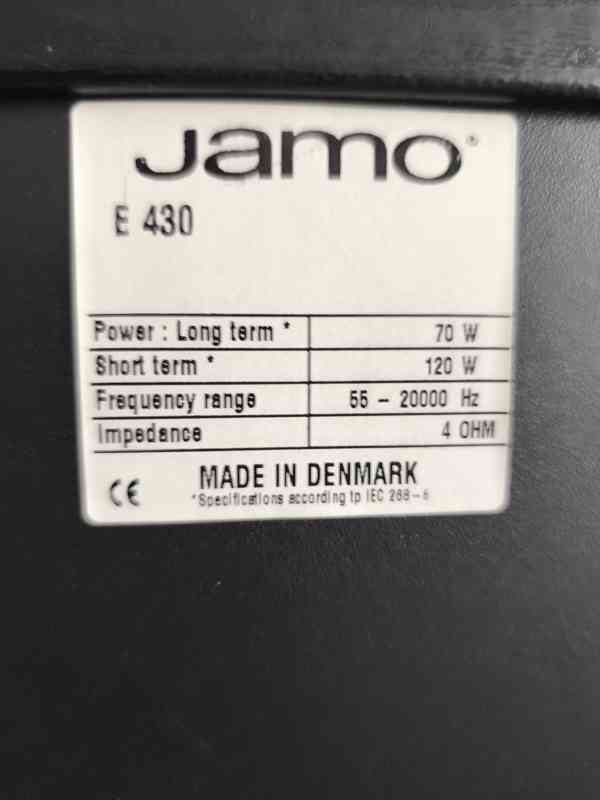 Jamo®
E 430
Power : Long term * 70 W
Short term * 120 W
Frequency range 55 - 20000 Hz
Impedance 4 OHM
CE MADE IN DENMARK
*Specifications according tp IEC 268-5